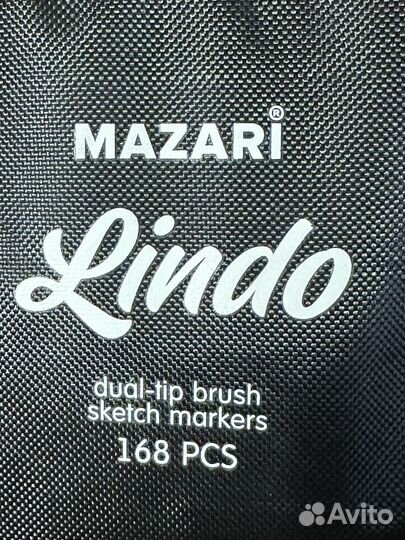 MAZARi®
Lindo
dual-tip brush
sketch markers
168 PCS
Avito